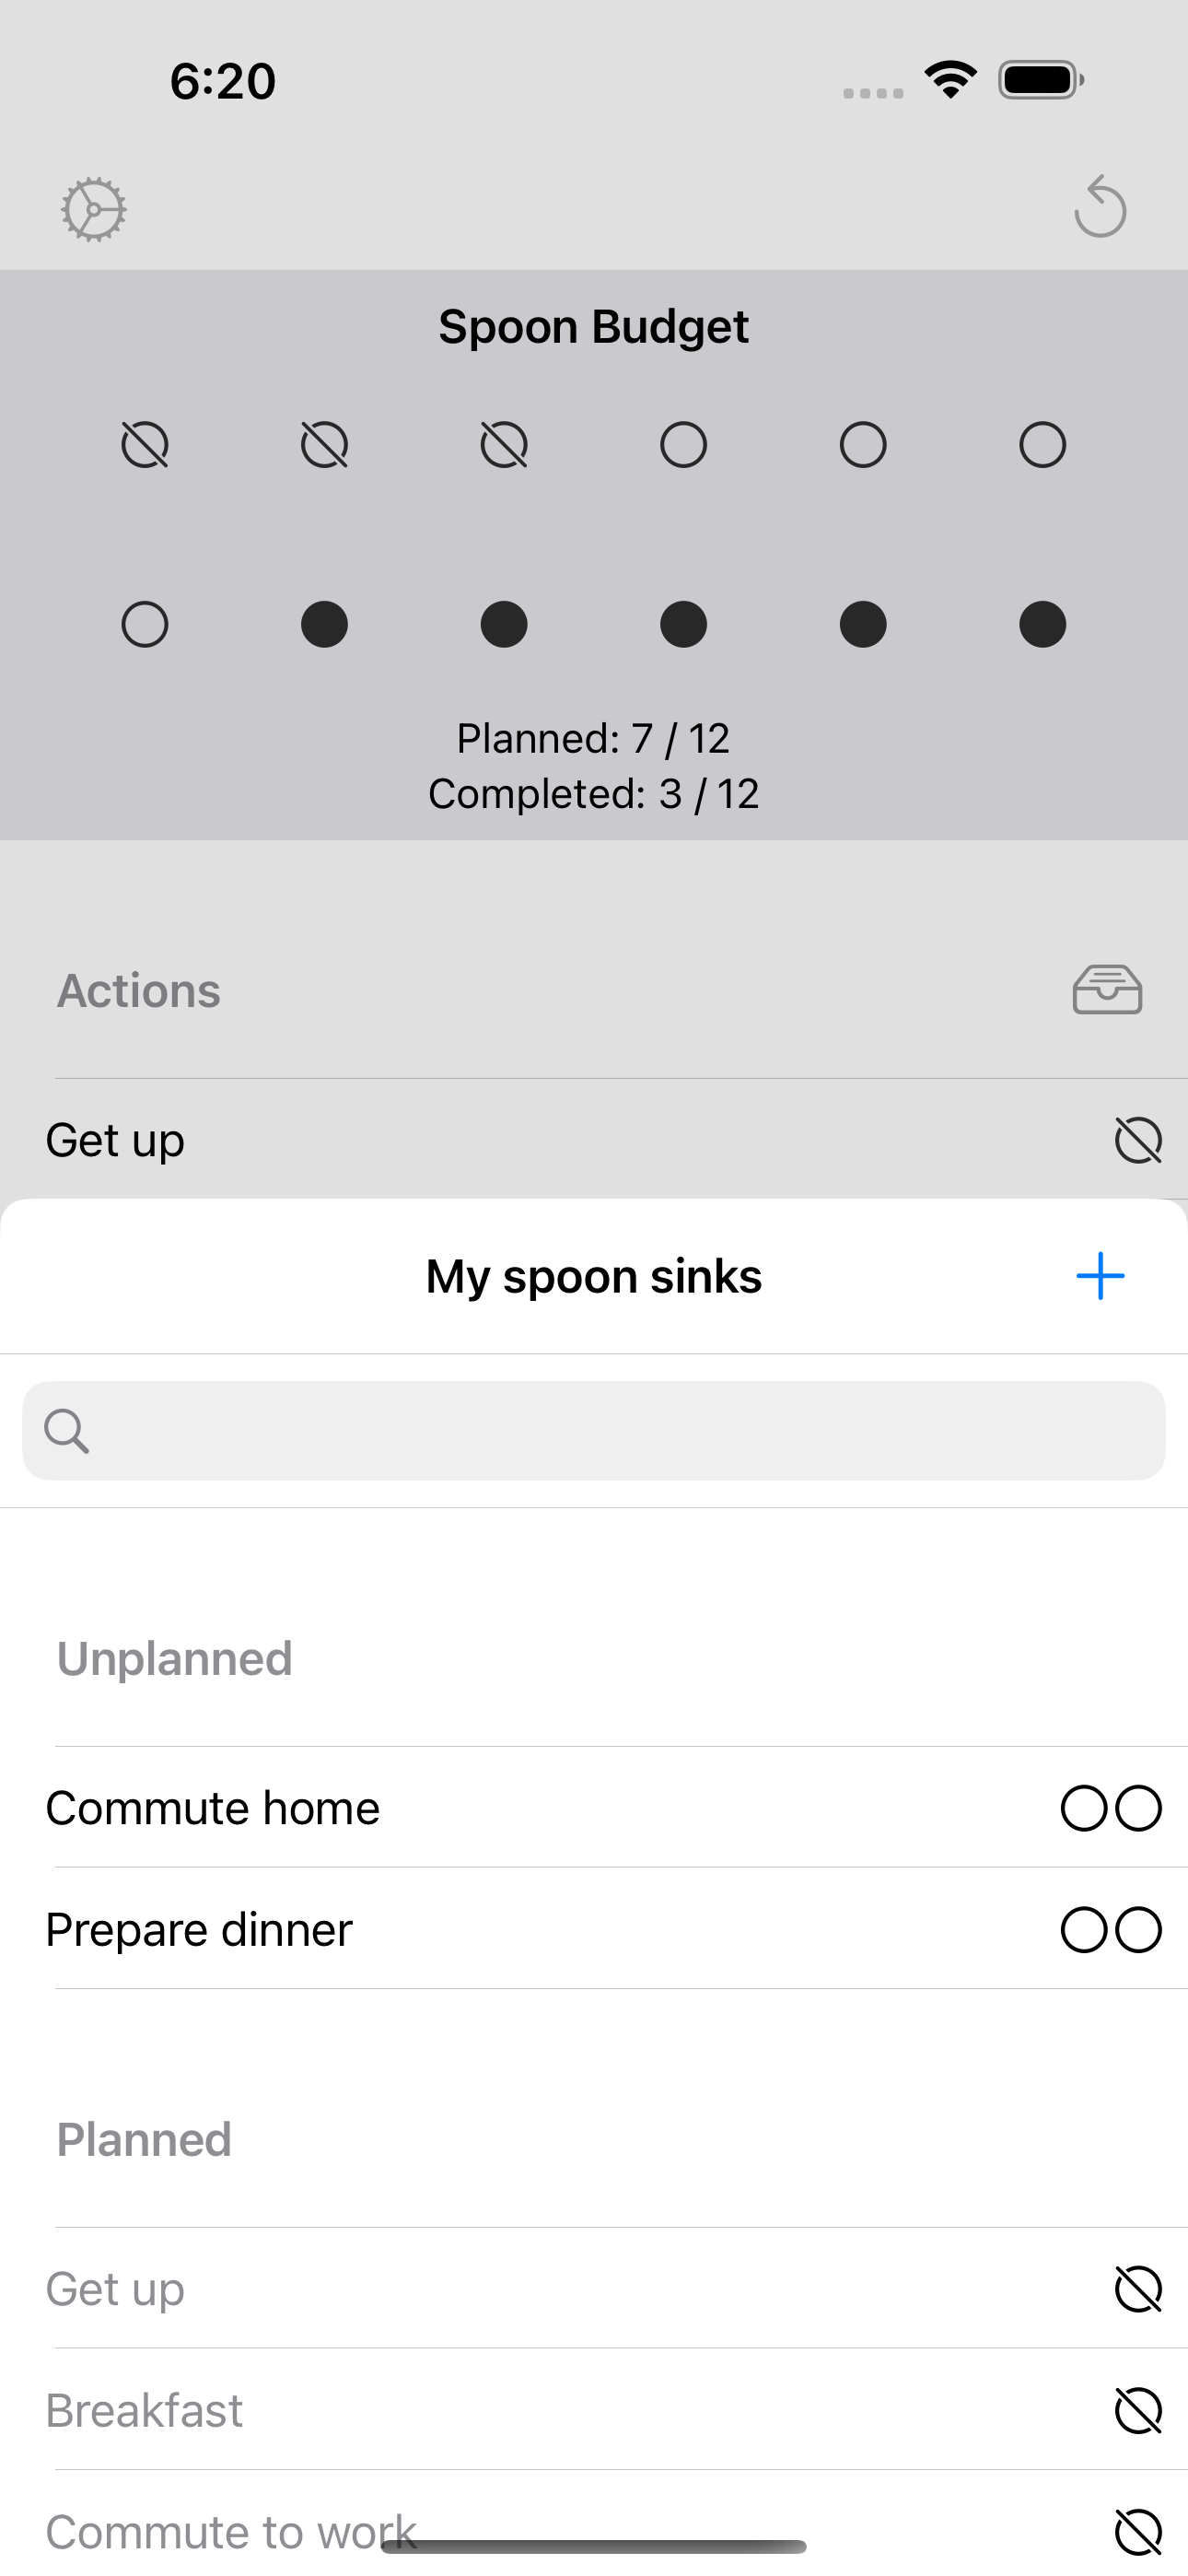 6:20
Spoon Budget
Planned: 7 / 12
Completed: 3 / 12
Actions
Get up
My spoon sinks
Unplanned
Commute home
Prepare dinner
Planned
Get up
Breakfast
Commute to work